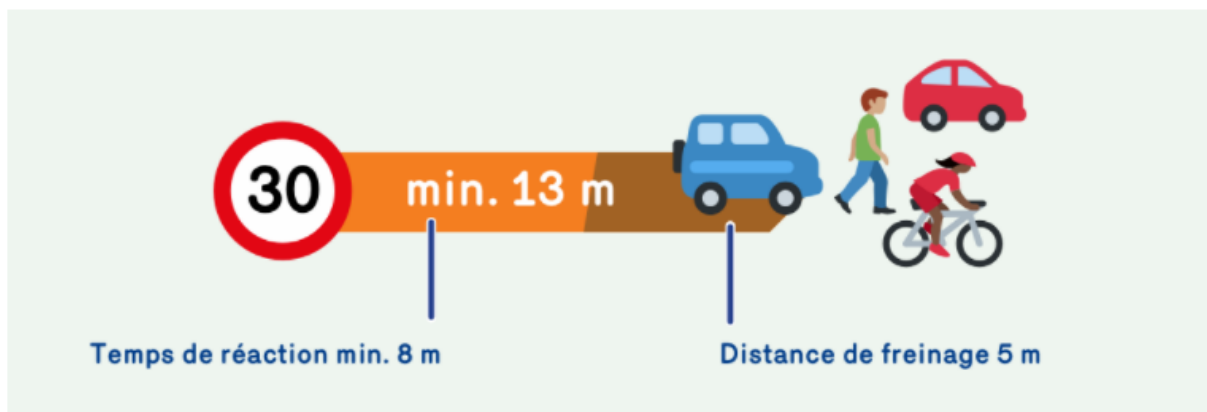 30
min. 13 m
Temps de réaction min. 8 m
Distance de freinage 5 m